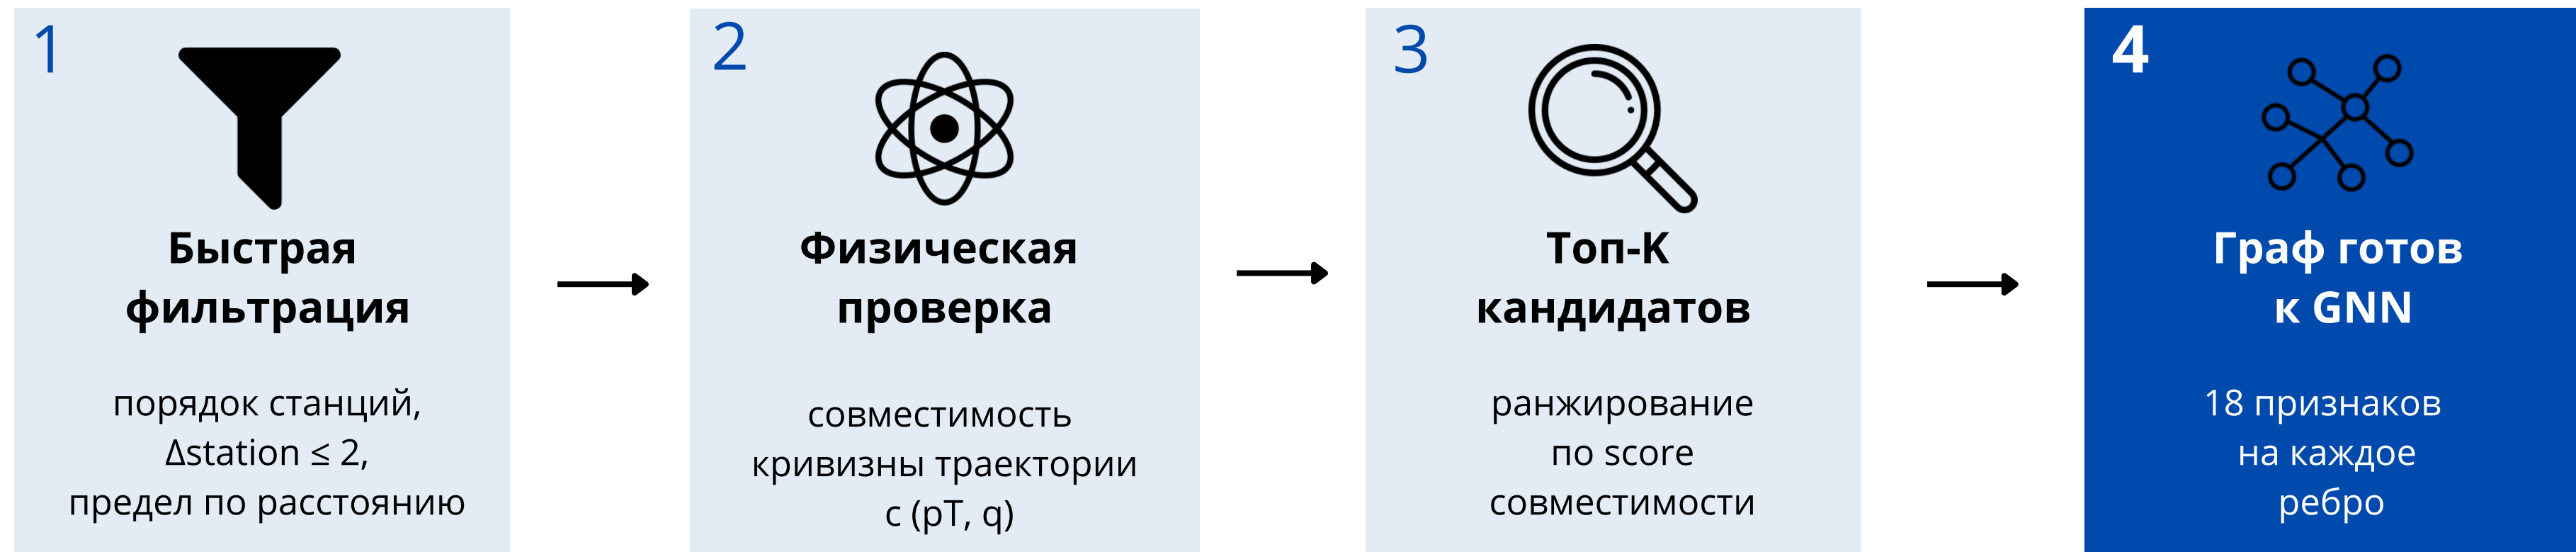 1
Быстрая
фильтрация
порядок станций,
Δstation ≤ 2,
предел по расстоянию
2
Физическая
проверка
совместимость
кривизны траектории
с (pT, q)
3
Топ-К
кандидатов
ранжирование
по score
совместимости
4
Граф готов
к GNN
18 признаков
на каждое
ребро